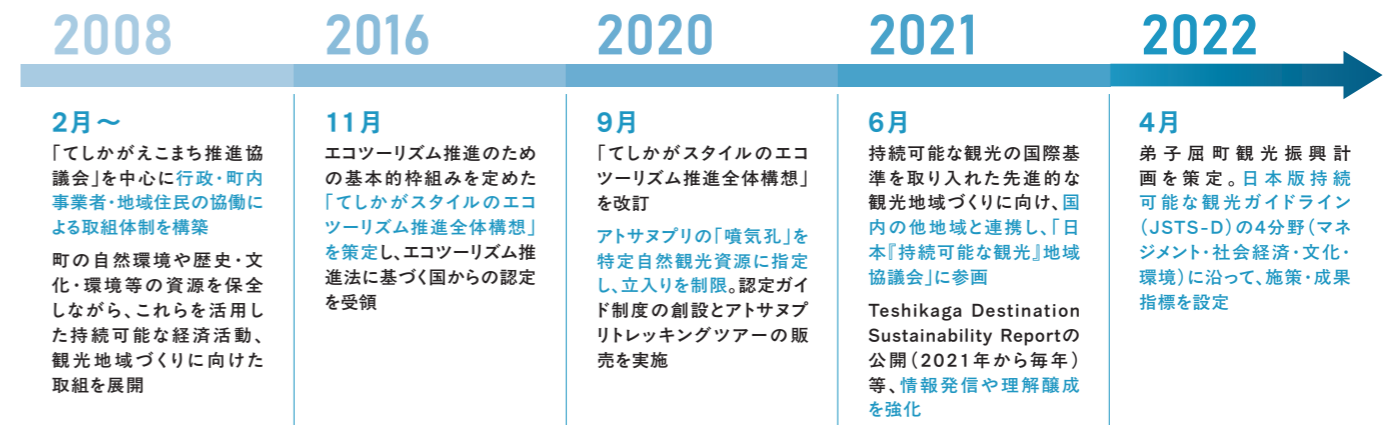 2008
2月～
「てしかがえこまち推進協
議会」を中心に行政・町内
事業者・地域住民の協働に
よる取組体制を構築
町の自然環境や歴史・文
化・環境等の資源を保全
しながら、これらを活用し
た持続可能な経済活動、
観光地域づくりに向けた
取組を展開
2016
11月
エコツーリズム推進のため
の基本的枠組みを定めた
「てしかがスタイルのエコ
ツーリズム推進全体構想」
を策定し、エコツーリズム推
進法に基づく国からの認定
を受領
2020
9月
「てしかがスタイルのエコ
ツーリズム推進全体構想」
を改訂
アトサヌプリの「噴気孔」を
特定自然観光資源に指定
し、立入りを制限。認定ガイ
ド制度の創設とアトサヌプ
リトレッキングツアーの販
売を実施
2021
6月
持続可能な観光の国際基
準を取り入れた先進的な
観光地域づくりに向け、国
内の他地域と連携し、「日
本『持続可能な観光』地域
協議会」に参画
Teshikaga Destination
Sustainability Reportの
公開（2021年から毎年）
等、情報発信や理解醸成
を強化
2022
4月
弟子屈町観光振興計
画を策定。日本版持続
可能な観光ガイドライン
（JSTS-D）の4分野（マネ
ジメント・社会経済・文化・
環境）に沿って、施策・成果
指標を設定